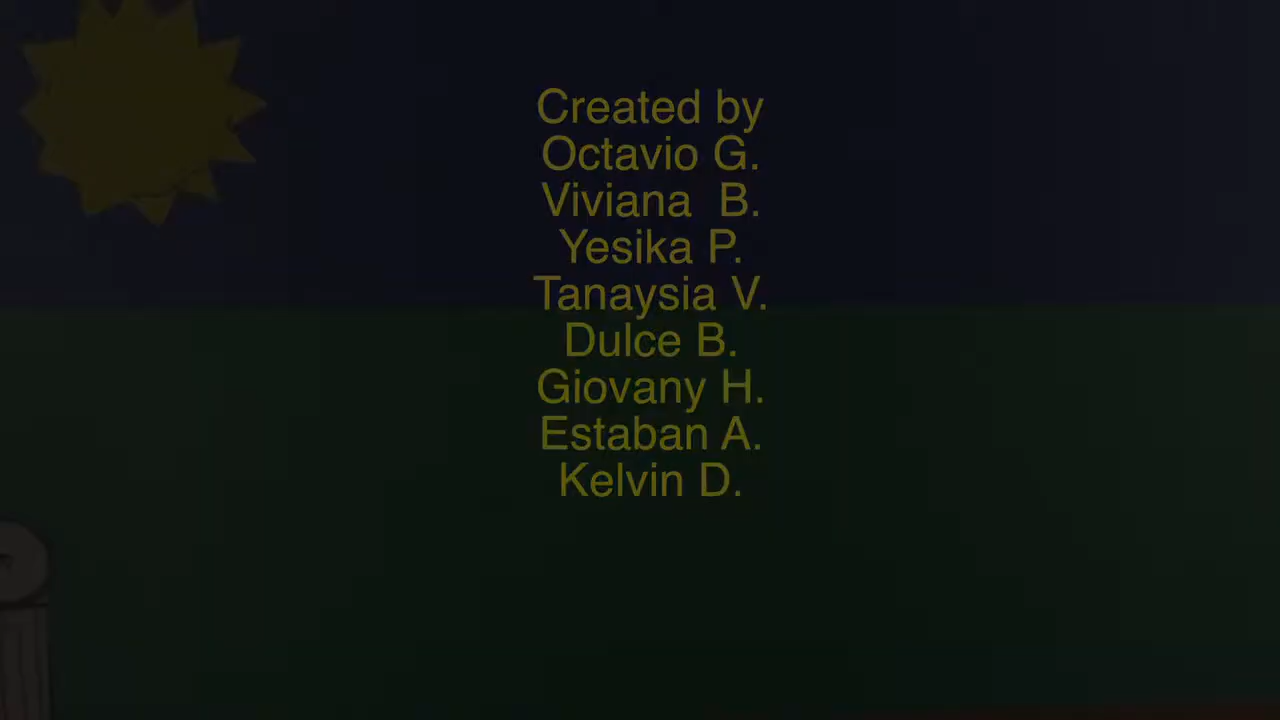 Created by
Octavio G.
Viviana  B.
Yesika P.
Tanaysia V.
Dulce B.
Giovany H.
Estaban A.
Kelvin D.